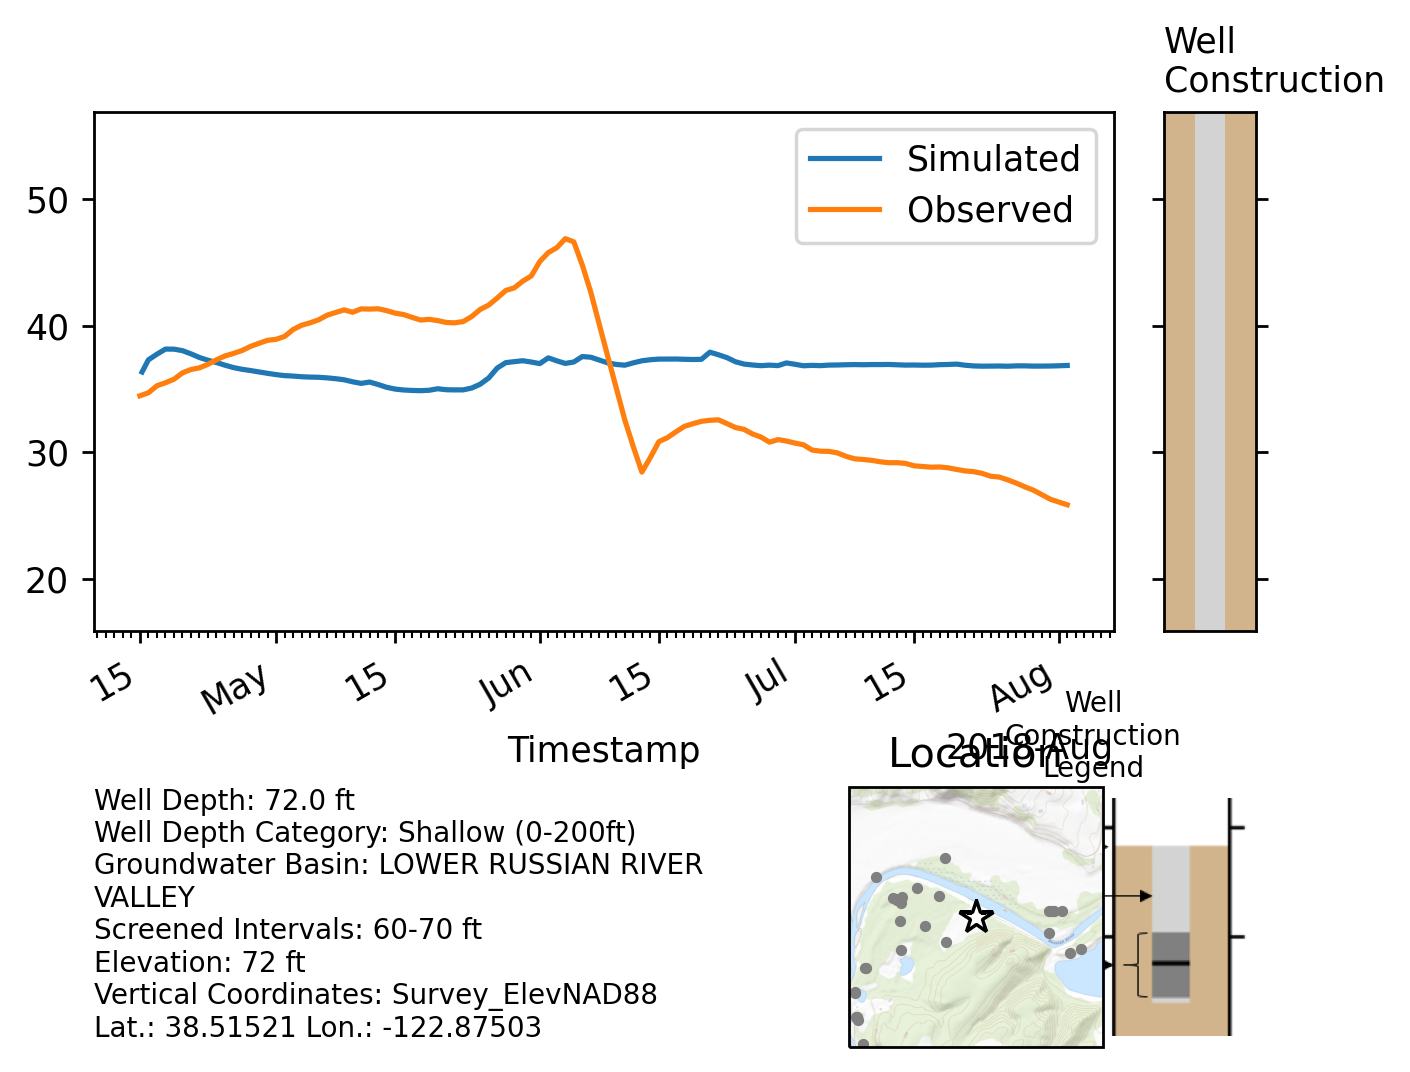 Well
Construction
Simulated
Observed
50
40
30
20
15
May
15
Jun
15
Jul
15
Aug
Timestamp
2018-Aug
Location
Well
Construction
Legend
Well Depth: 72.0 ft
Well Depth Category: Shallow (0-200ft)
Groundwater Basin: LOWER RUSSIAN RIVER
VALLEY
Screened Intervals: 60-70 ft
Elevation: 72 ft
Vertical Coordinates: Survey_ElevNAD88
Lat.: 38.51521 Lon.: -122.87503